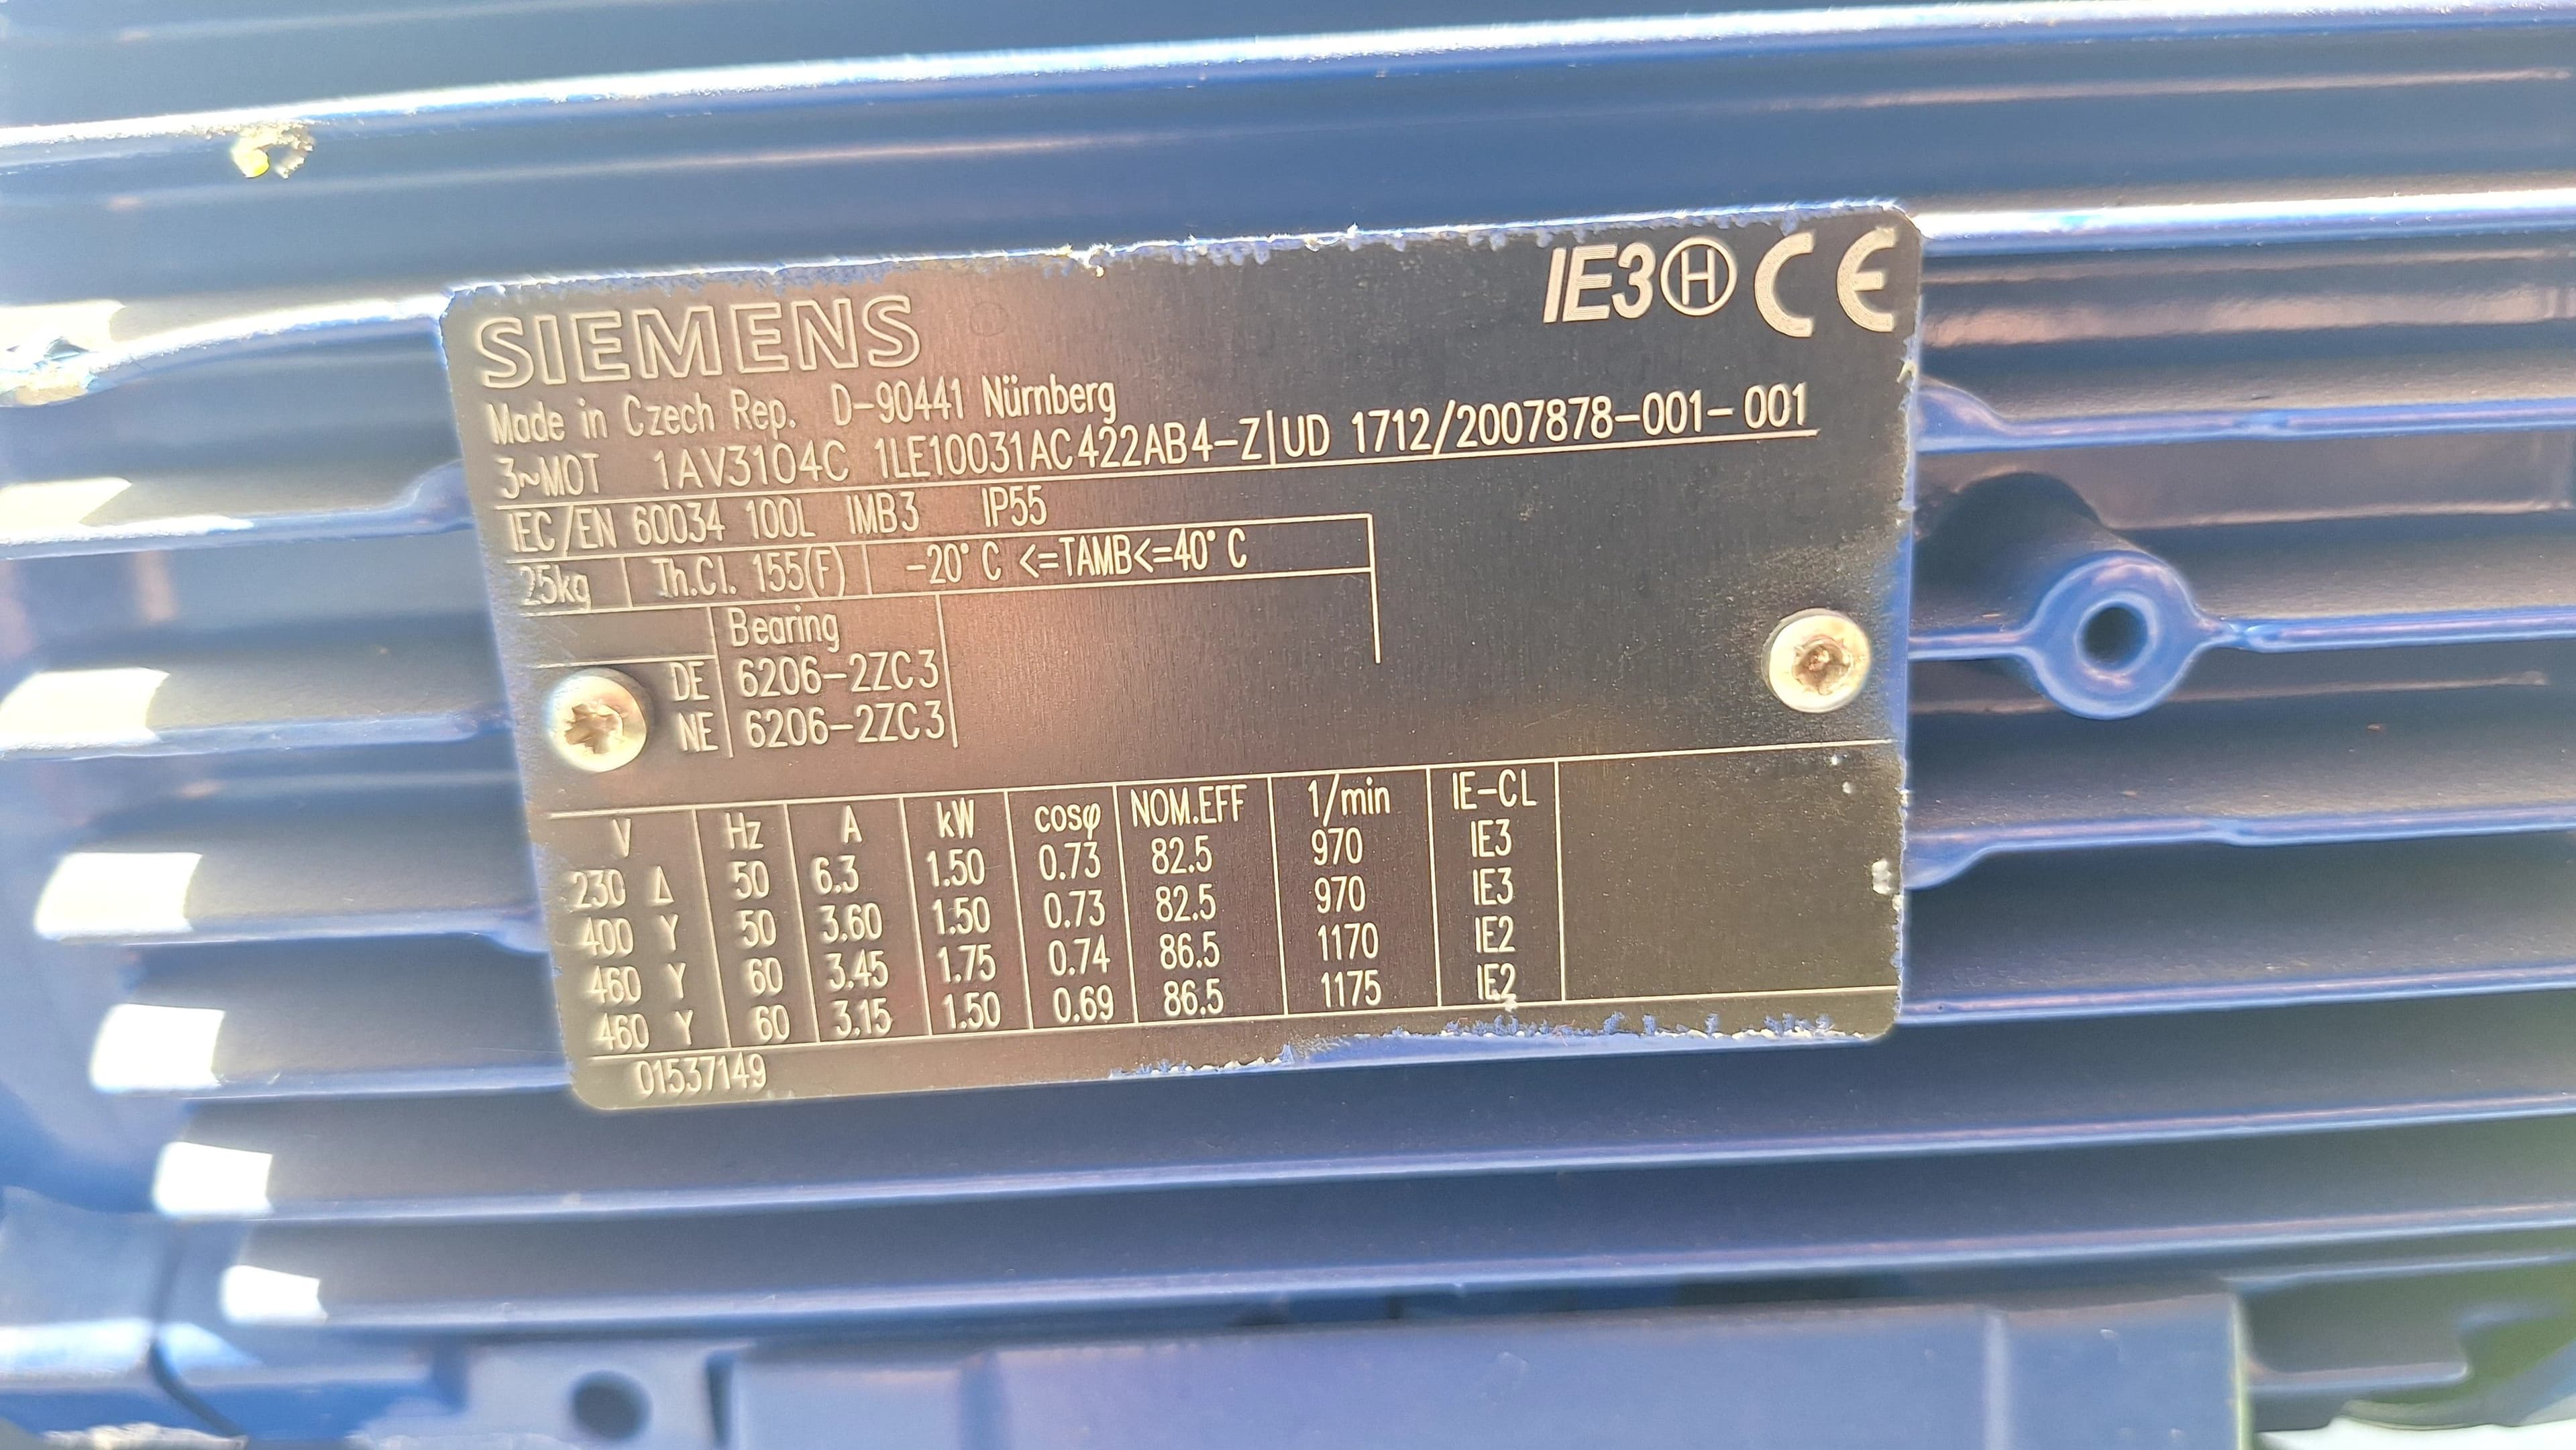 SIEMENS
IE3 H CE
Made in Czech Rep. D-90441 Nürnberg
3~MOT 1AV3104C 1LE10031AC422AB4-Z|UD 1712/2007878-001-001
IEC/EN 60034 100L IMB3 IP55
25kg Th.Cl. 155(F) -20°C <=TAMB<=40°C
Bearing
DE 6206-2ZC3
NE 6206-2ZC3
V Hz A kW cosφ NOM.EFF 1/min IE-CL
230 Δ 50 6.3 1.50 0.73 82.5 970 IE3
400 Y 50 3.60 1.50 0.73 82.5 970 IE3
460 Y 60 3.45 1.75 0.74 86.5 1170 IE2
460 Y 60 3.15 1.50 0.69 86.5 1175 IE2
01537149